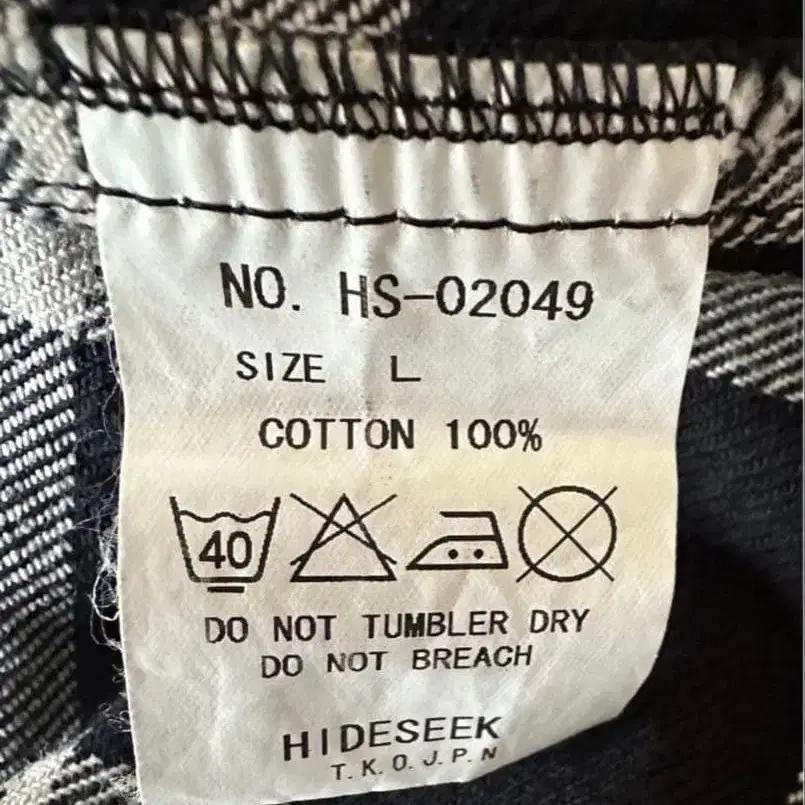 NO. HS-02049
SIZE L
COTTON 100%
40
DO NOT TUMBLER DRY
DO NOT BREACH
HIDESEEK
T.K.O.J.P.N